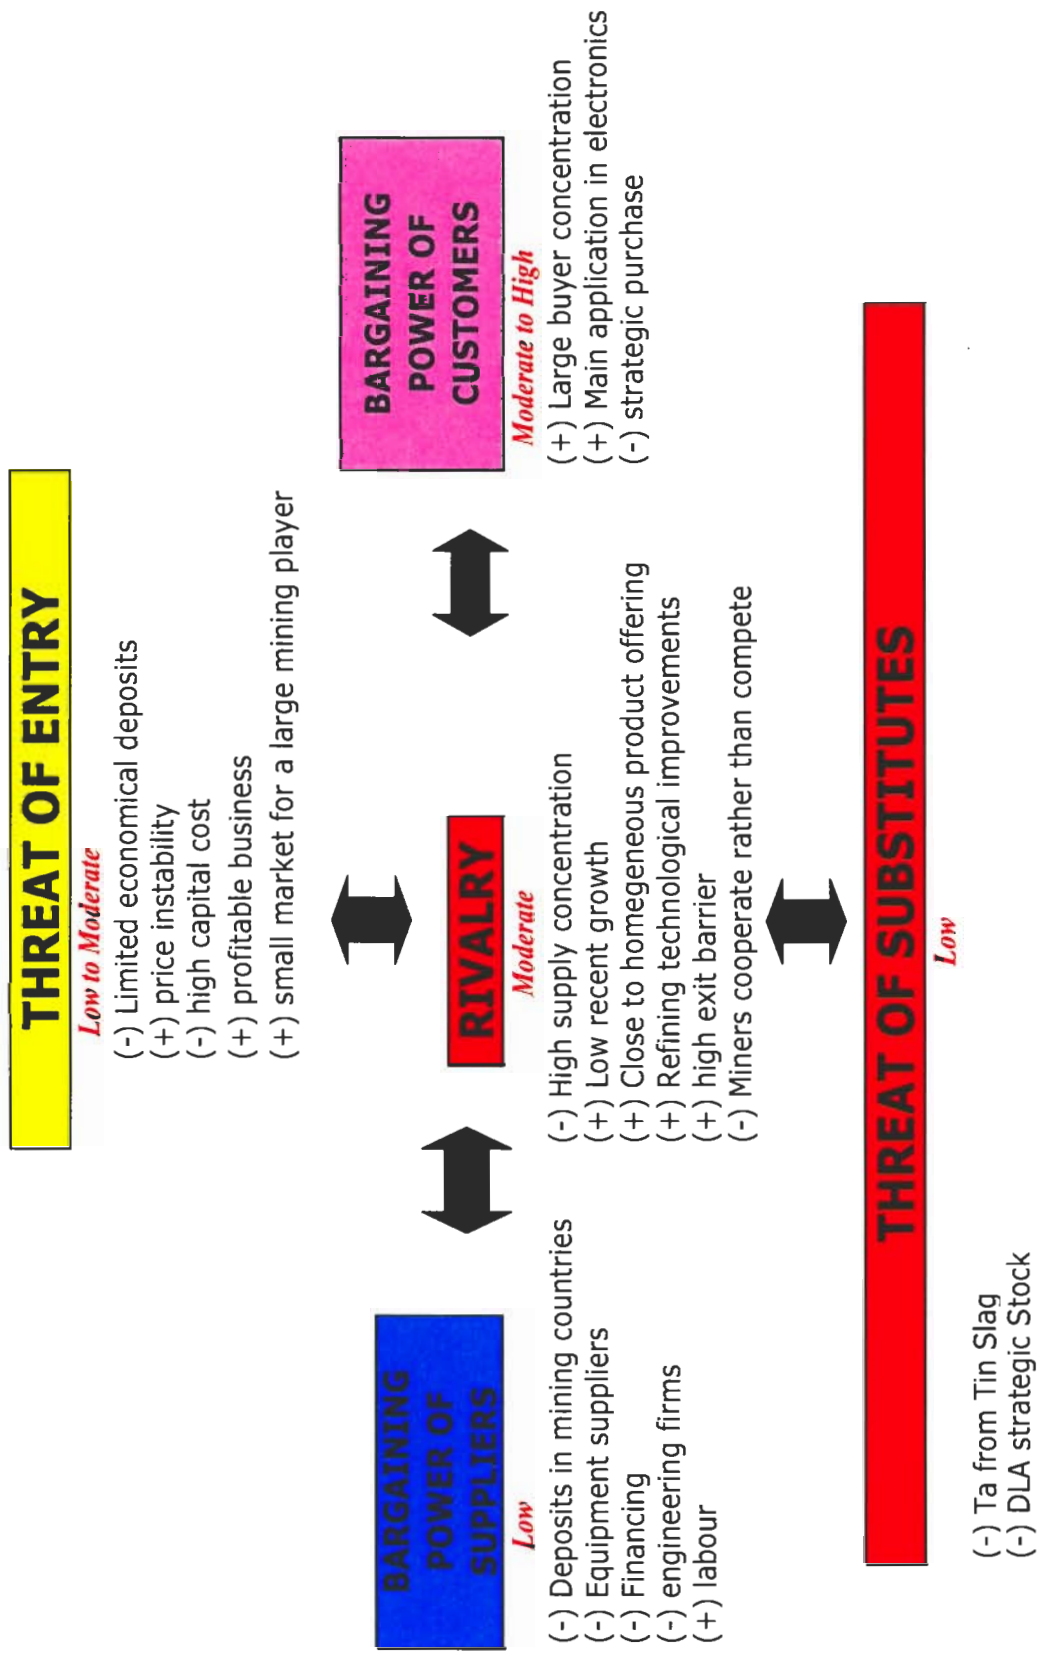 THREAT OF ENTRY
Low to Moderate
(-) Limited economical deposits
(+) price instability
(-) high capital cost
(+) profitable business
(+) small market for a large mining player
BARGAINING
POWER OF
SUPPLIERS
Low
(-) Deposits in mining countries
(-) Equipment suppliers
(-) Financing
(-) engineering firms
(+) labour
RIVALRY
Moderate
(-) High supply concentration
(+) Low recent growth
(+) Close to homegeneous product offering
(+) Refining technological improvements
(+) high exit barrier
(-) Miners cooperate rather than compete
BARGAINING
POWER OF
CUSTOMERS
Moderate to High
(+) Large buyer concentration
(+) Main application in electronics
(-) strategic purchase
THREAT OF SUBSTITUTES
Low
(-) Ta from Tin Slag
(-) DLA strategic Stock